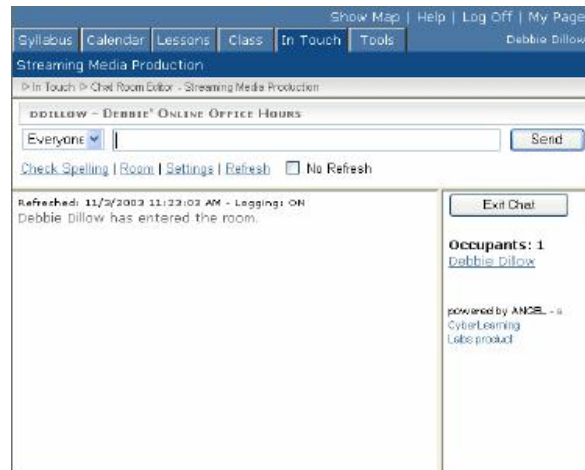 Show Map | Help | Log Off | My Page
Syllabus Calendar Lessons Class In Touch Tools Debbie Dillow
Streaming Media Production
In Touch Chat Room Editor - Streaming Media Production
DDILLOW - DEBBIE' ONLINE OFFICE HOURS
Everyone Send
Check Spelling | Room | Settings | Refresh No Refresh
Refreshed: 11/3/2003 11:23:03 AM - Logging: ON
Debbie Dillow has entered the room.
Exit Chat
Occupants: 1
Debbie Dillow
powered by ANGEL - a
CyberLearning
Labs product